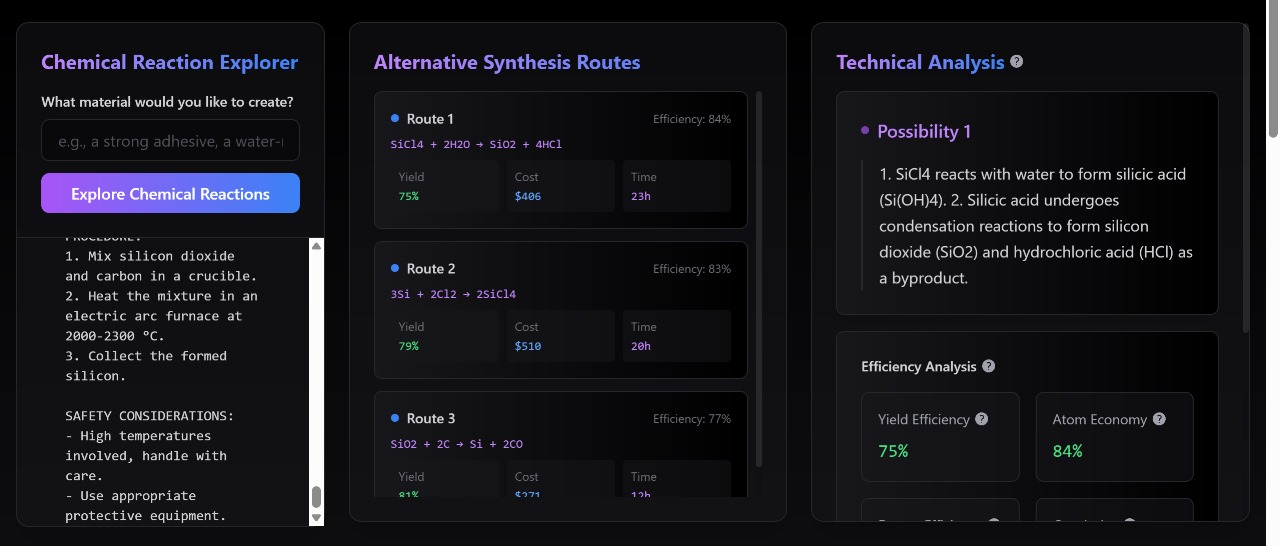 Chemical Reaction Explorer
What material would you like to create?
e.g., a strong adhesive, a water-
Explore Chemical Reactions
PROCEDURE:
1. Mix silicon dioxide
and carbon in a crucible.
2. Heat the mixture in an
electric arc furnace at
2000-2300 °C.
3. Collect the formed
silicon.
SAFETY CONSIDERATIONS:
- High temperatures
involved, handle with
care.
- Use appropriate
protective equipment.
Alternative Synthesis Routes
Route 1
Efficiency: 84%
SiCl4 + 2H2O → SiO2 + 4HCl
Yield
75%
Cost
$406
Time
23h
Route 2
Efficiency: 83%
3Si + 2Cl2 → 2SiCl4
Yield
79%
Cost
$510
Time
20h
Route 3
Efficiency: 77%
SiO2 + 2C → Si + 2CO
Yield
81%
Cost
$271
Time
12h
Technical Analysis ?
Possibility 1
1. SiCl4 reacts with water to form silicic acid
(Si(OH)4). 2. Silicic acid undergoes
condensation reactions to form silicon
dioxide (SiO2) and hydrochloric acid (HCl) as
a byproduct.
Efficiency Analysis ?
Yield Efficiency ?
75%
Atom Economy ?
84%